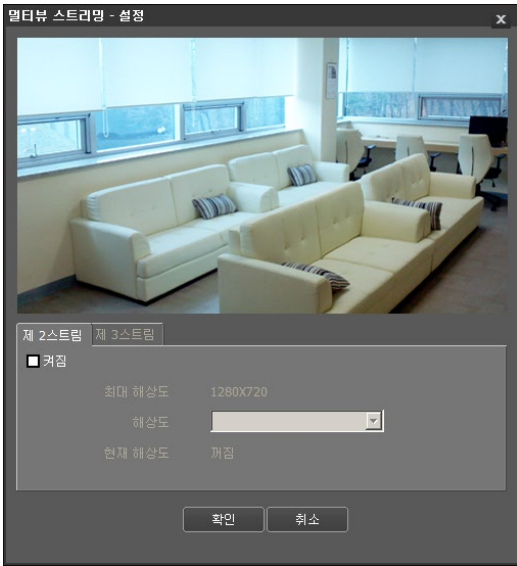 멀티뷰 스트리밍 - 설정
제 2스트림 제 3스트림
켜짐
최대 해상도 1280X720
해상도
현재 해상도 꺼짐
확인 취소